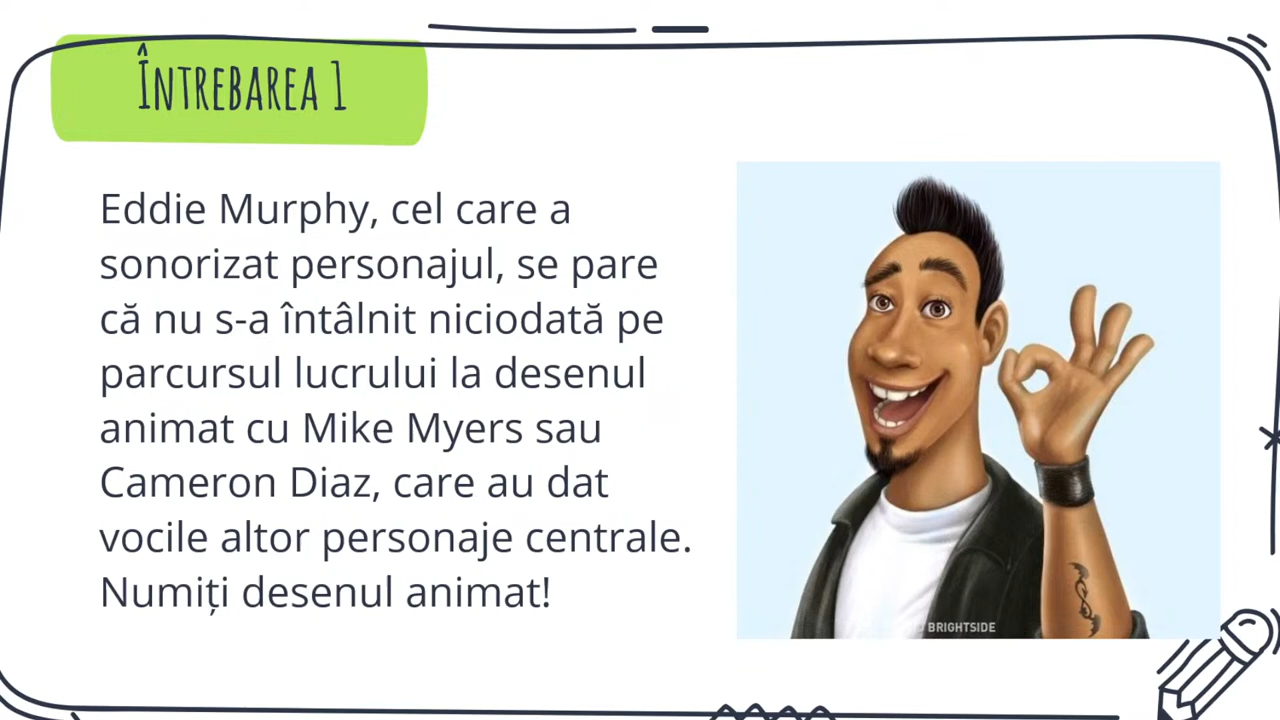 Întrebarea 1
Eddie Murphy, cel care a
sonorizat personajul, se pare
că nu s-a întâlnit niciodată pe
parcursul lucrului la desenul
animat cu Mike Myers sau
Cameron Diaz, care au dat
vocile altor personaje centrale.
Numiți desenul animat!
BRIGHTSIDE